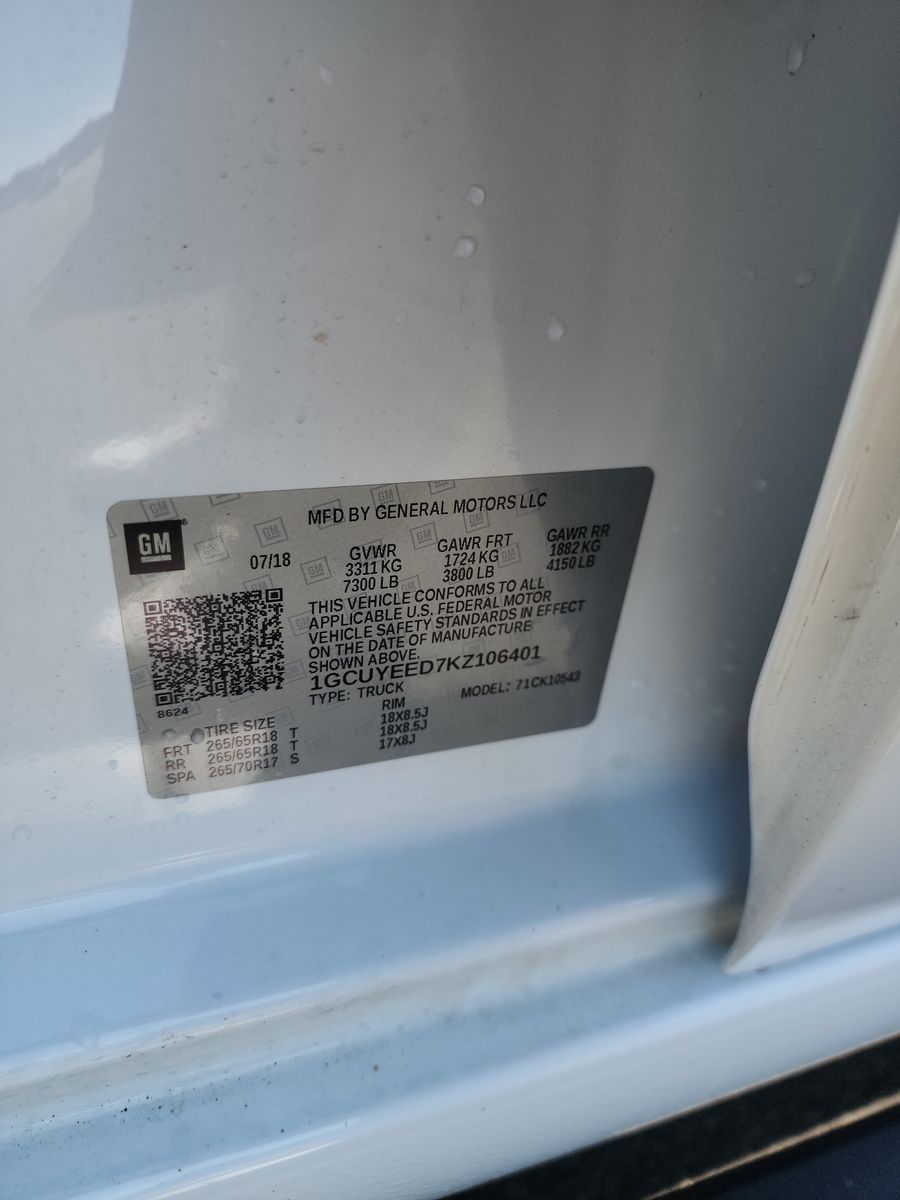 MFD BY GENERAL MOTORS LLC
GM
07/18
GVWR GAWR FRT GAWR RR
3311 KG 1724 KG 1882 KG
7300 LB 3800 LB 4150 LB
THIS VEHICLE CONFORMS TO ALL
APPLICABLE U.S. FEDERAL MOTOR
VEHICLE SAFETY STANDARDS IN EFFECT
ON THE DATE OF MANUFACTURE
SHOWN ABOVE.
1GCUYEED7KZ106401
TYPE: TRUCK MODEL: 71CK10543
8624
TIRE SIZE RIM
FRT 265/65R18 T 18X8.5J
RR 265/65R18 T 18X8.5J
SPA 265/70R17 S 17X8J